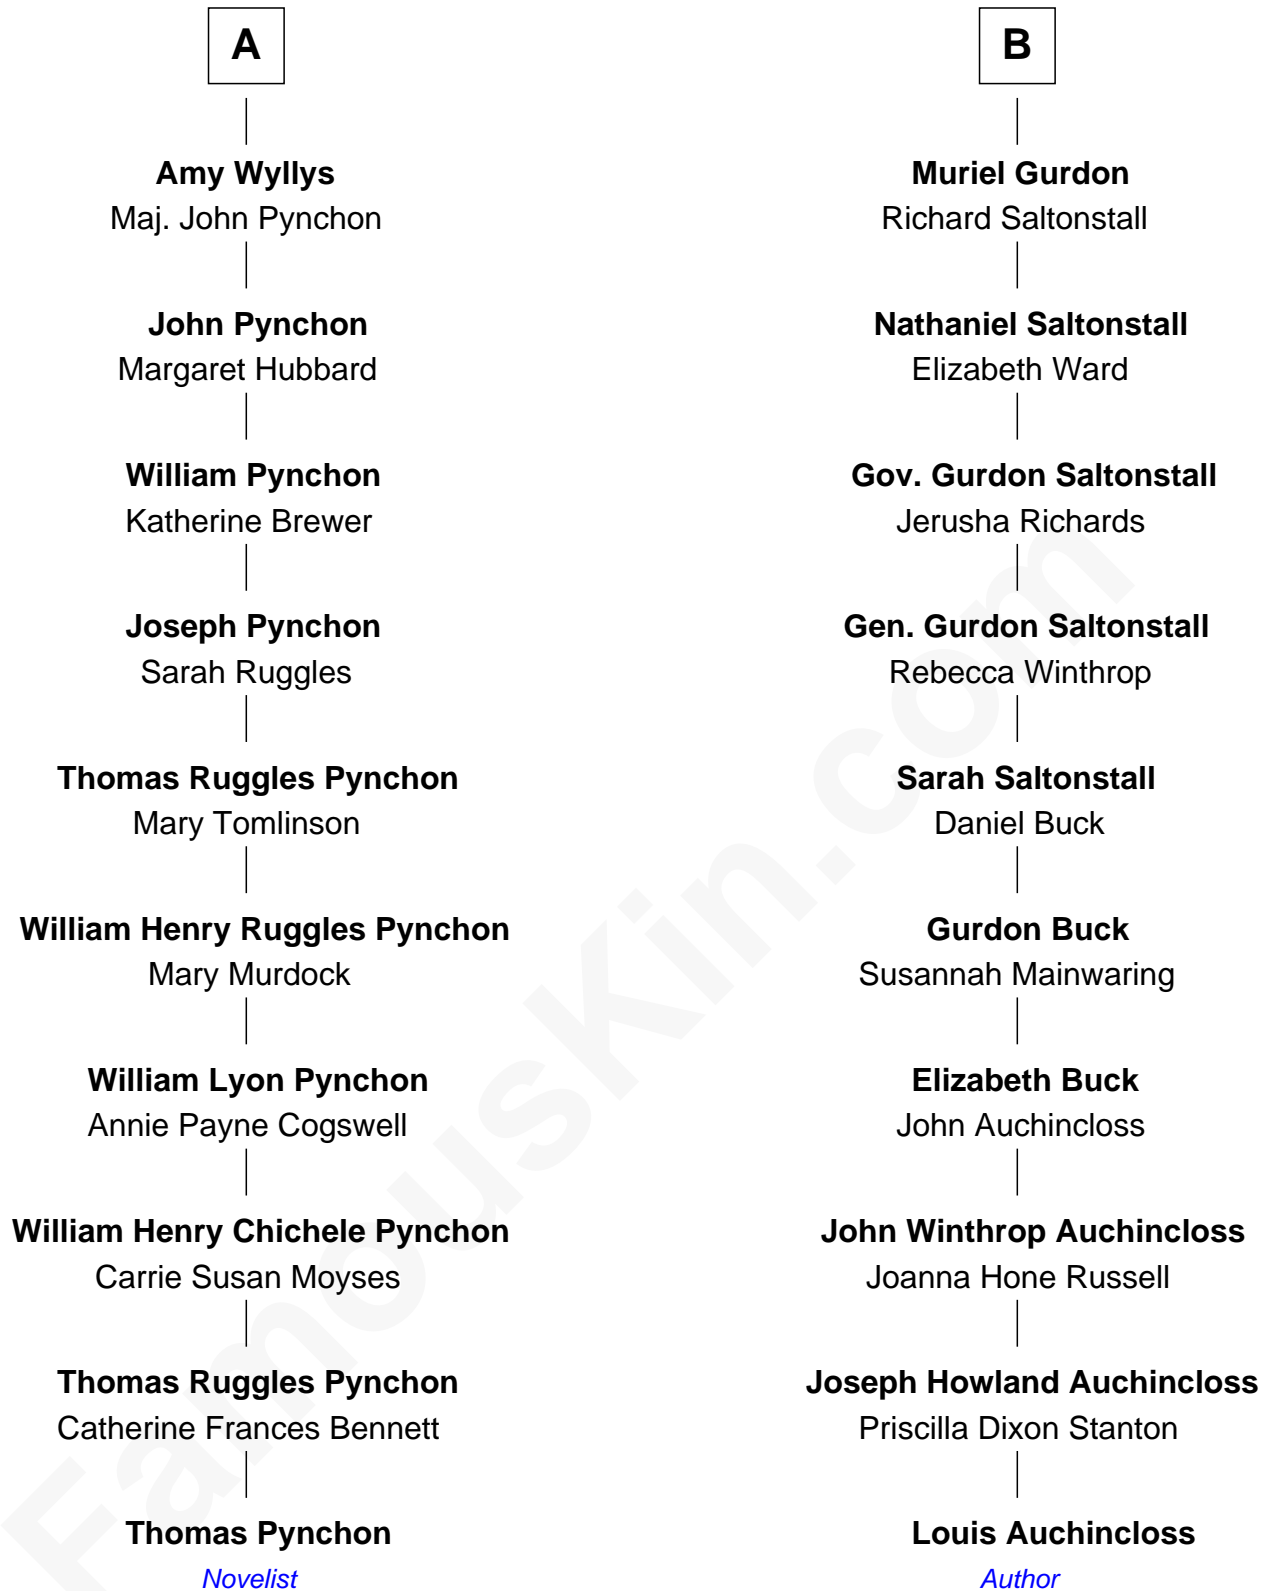 A
Amy Wyllys
Maj. John Pynchon
John Pynchon
Margaret Hubbard
William Pynchon
Katherine Brewer
Joseph Pynchon
Sarah Ruggles
Thomas Ruggles Pynchon
Mary Tomlinson
William Henry Ruggles Pynchon
Mary Murdock
William Lyon Pynchon
Annie Payne Cogswell
William Henry Chichele Pynchon
Carrie Susan Moyses
Thomas Ruggles Pynchon
Catherine Frances Bennett
Thomas Pynchon
Novelist
B
Muriel Gurdon
Richard Saltonstall
Nathaniel Saltonstall
Elizabeth Ward
Gov. Gurdon Saltonstall
Jerusha Richards
Gen. Gurdon Saltonstall
Rebecca Winthrop
Sarah Saltonstall
Daniel Buck
Gurdon Buck
Susannah Mainwaring
Elizabeth Buck
John Auchincloss
John Winthrop Auchincloss
Joanna Hone Russell
Joseph Howland Auchincloss
Priscilla Dixon Stanton
Louis Auchincloss
Author
FamousKin.com